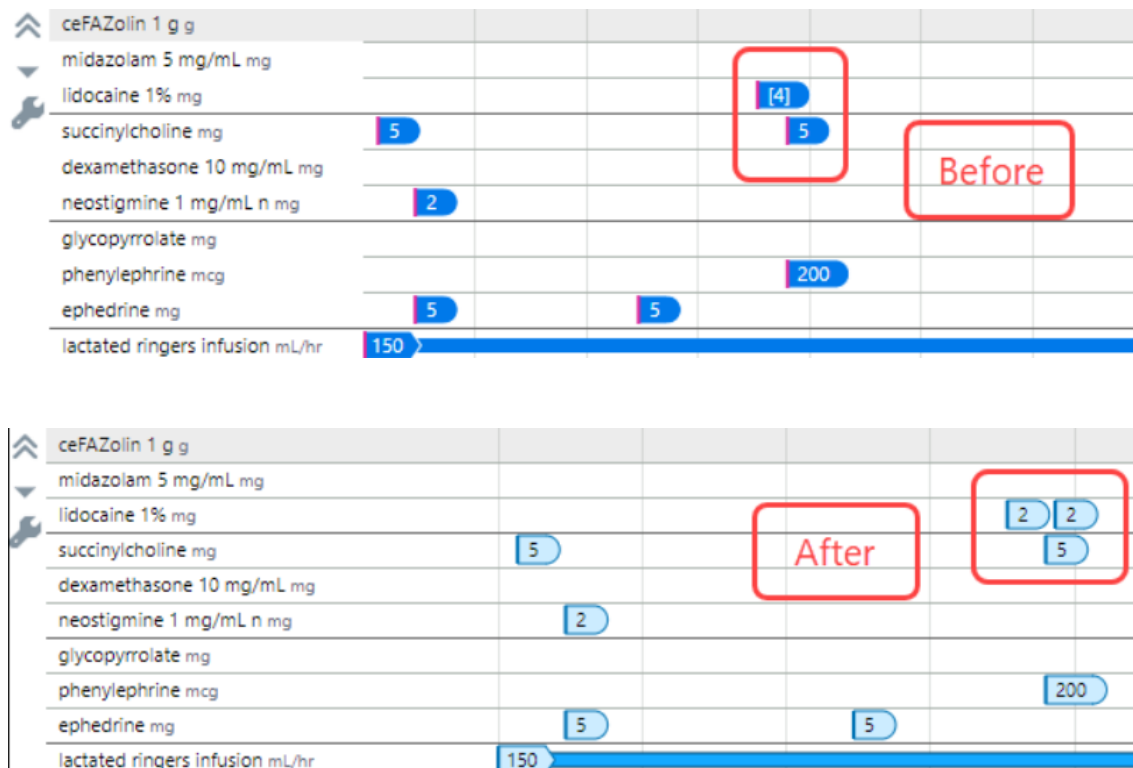 ceFAZolin 1 g g
midazolam 5 mg/mL mg
lidocaine 1% mg [4]
succinylcholine mg 5 5
Before
dexamethasone 10 mg/mL mg
neostigmine 1 mg/mL n mg 2
glycopyrrolate mg
phenylephrine mcg 200
ephedrine mg 5 5
lactated ringers infusion mL/hr 150
ceFAZolin 1 g g
midazolam 5 mg/mL mg
lidocaine 1% mg 2 2
succinylcholine mg 5 5
After
dexamethasone 10 mg/mL mg
neostigmine 1 mg/mL n mg 2
glycopyrrolate mg
phenylephrine mcg 200
ephedrine mg 5 5
lactated ringers infusion mL/hr 150